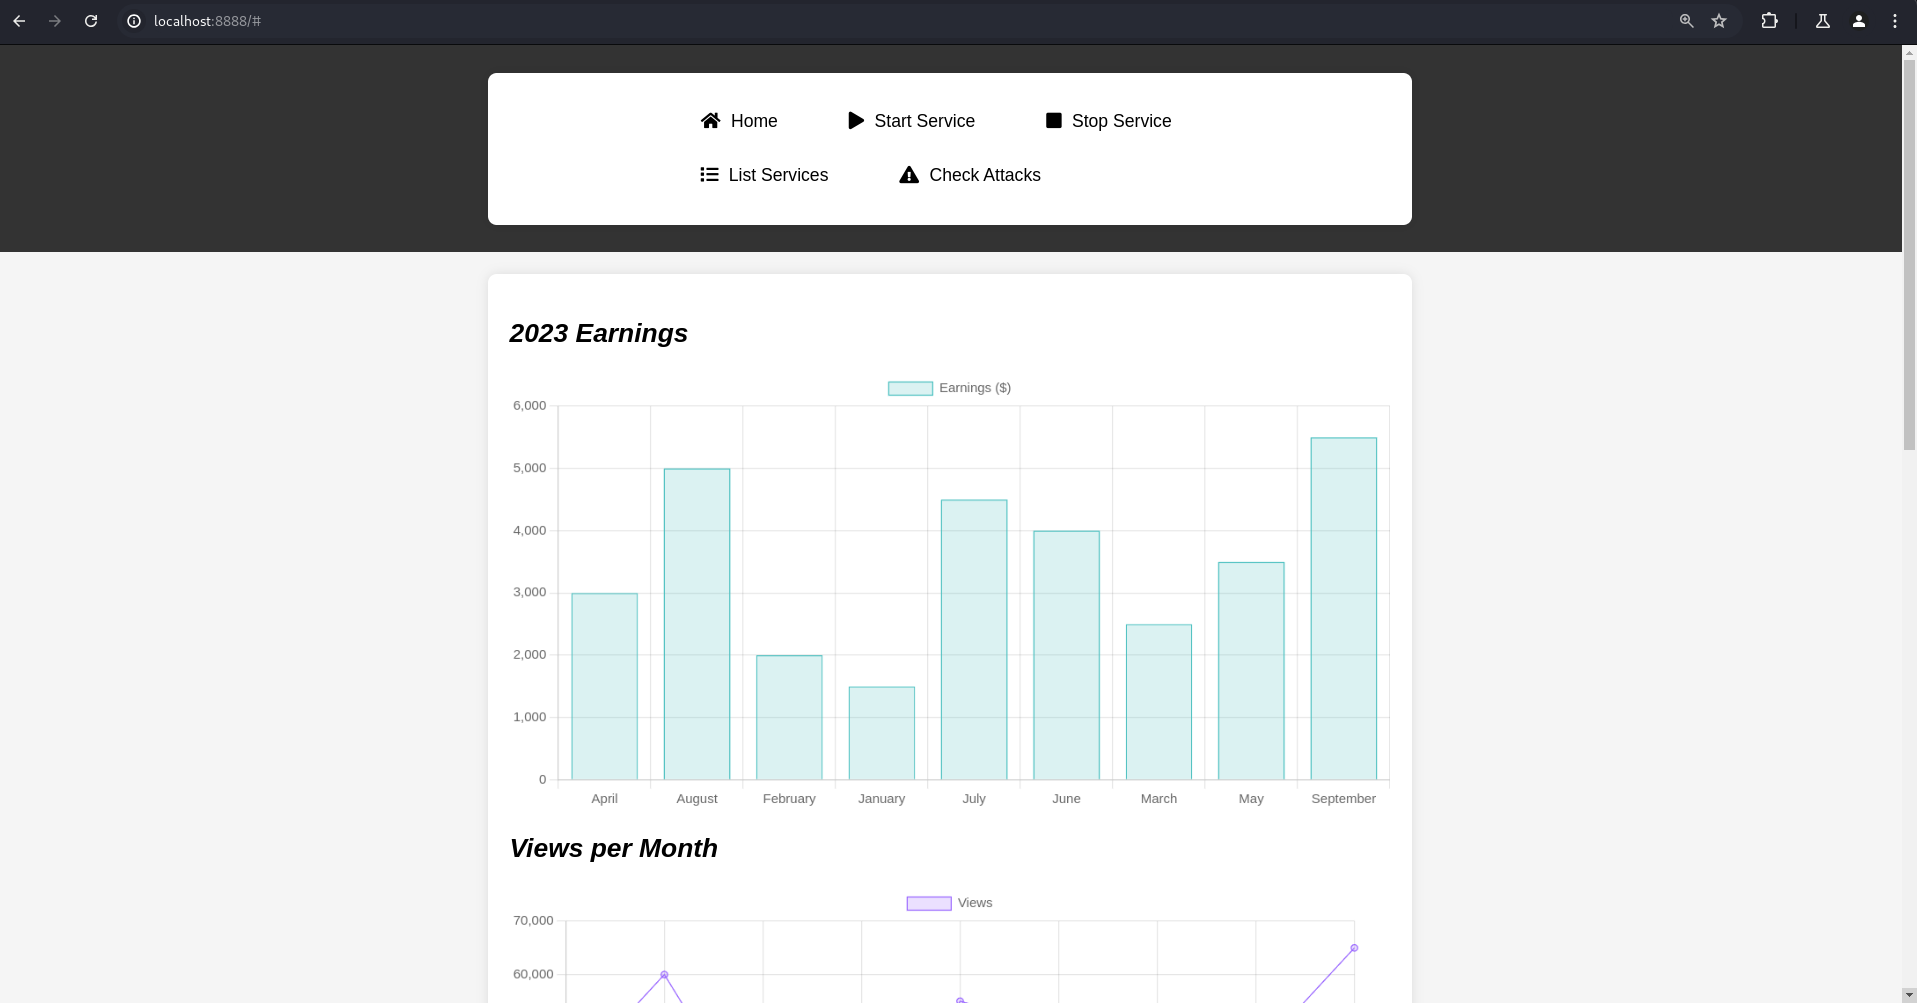 localhost:8888/#
Home Start Service Stop Service
List Services Check Attacks
2023 Earnings
Earnings ($)
6,000
5,000
4,000
3,000
2,000
1,000
0
April August February January July June March May September
Views per Month
Views
70,000
60,000